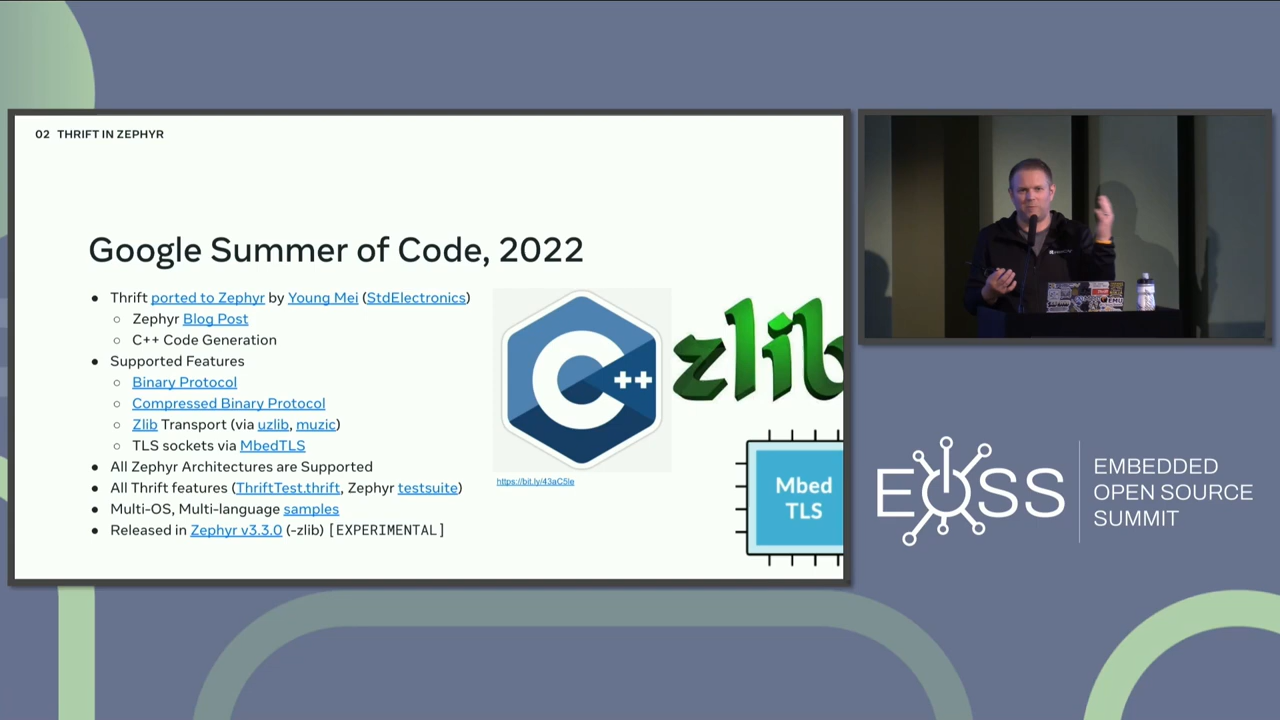 02 THRIFT IN ZEPHYR
Google Summer of Code, 2022
● Thrift ported to Zephyr by Young Mei (StdElectronics)
○ Zephyr Blog Post
○ C++ Code Generation
● Supported Features
○ Binary Protocol
○ Compressed Binary Protocol
○ Zlib Transport (via uzlib, muzic)
○ TLS sockets via MbedTLS
● All Zephyr Architectures are Supported
● All Thrift features (ThriftTest.thrift, Zephyr testsuite)
● Multi-OS, Multi-language samples
● Released in Zephyr v3.3.0 (-zlib) [EXPERIMENTAL]
C++
https://bit.ly/43aC5Ie
zlib
Mbed
TLS
EOSS
EMBEDDED
OPEN SOURCE
SUMMIT